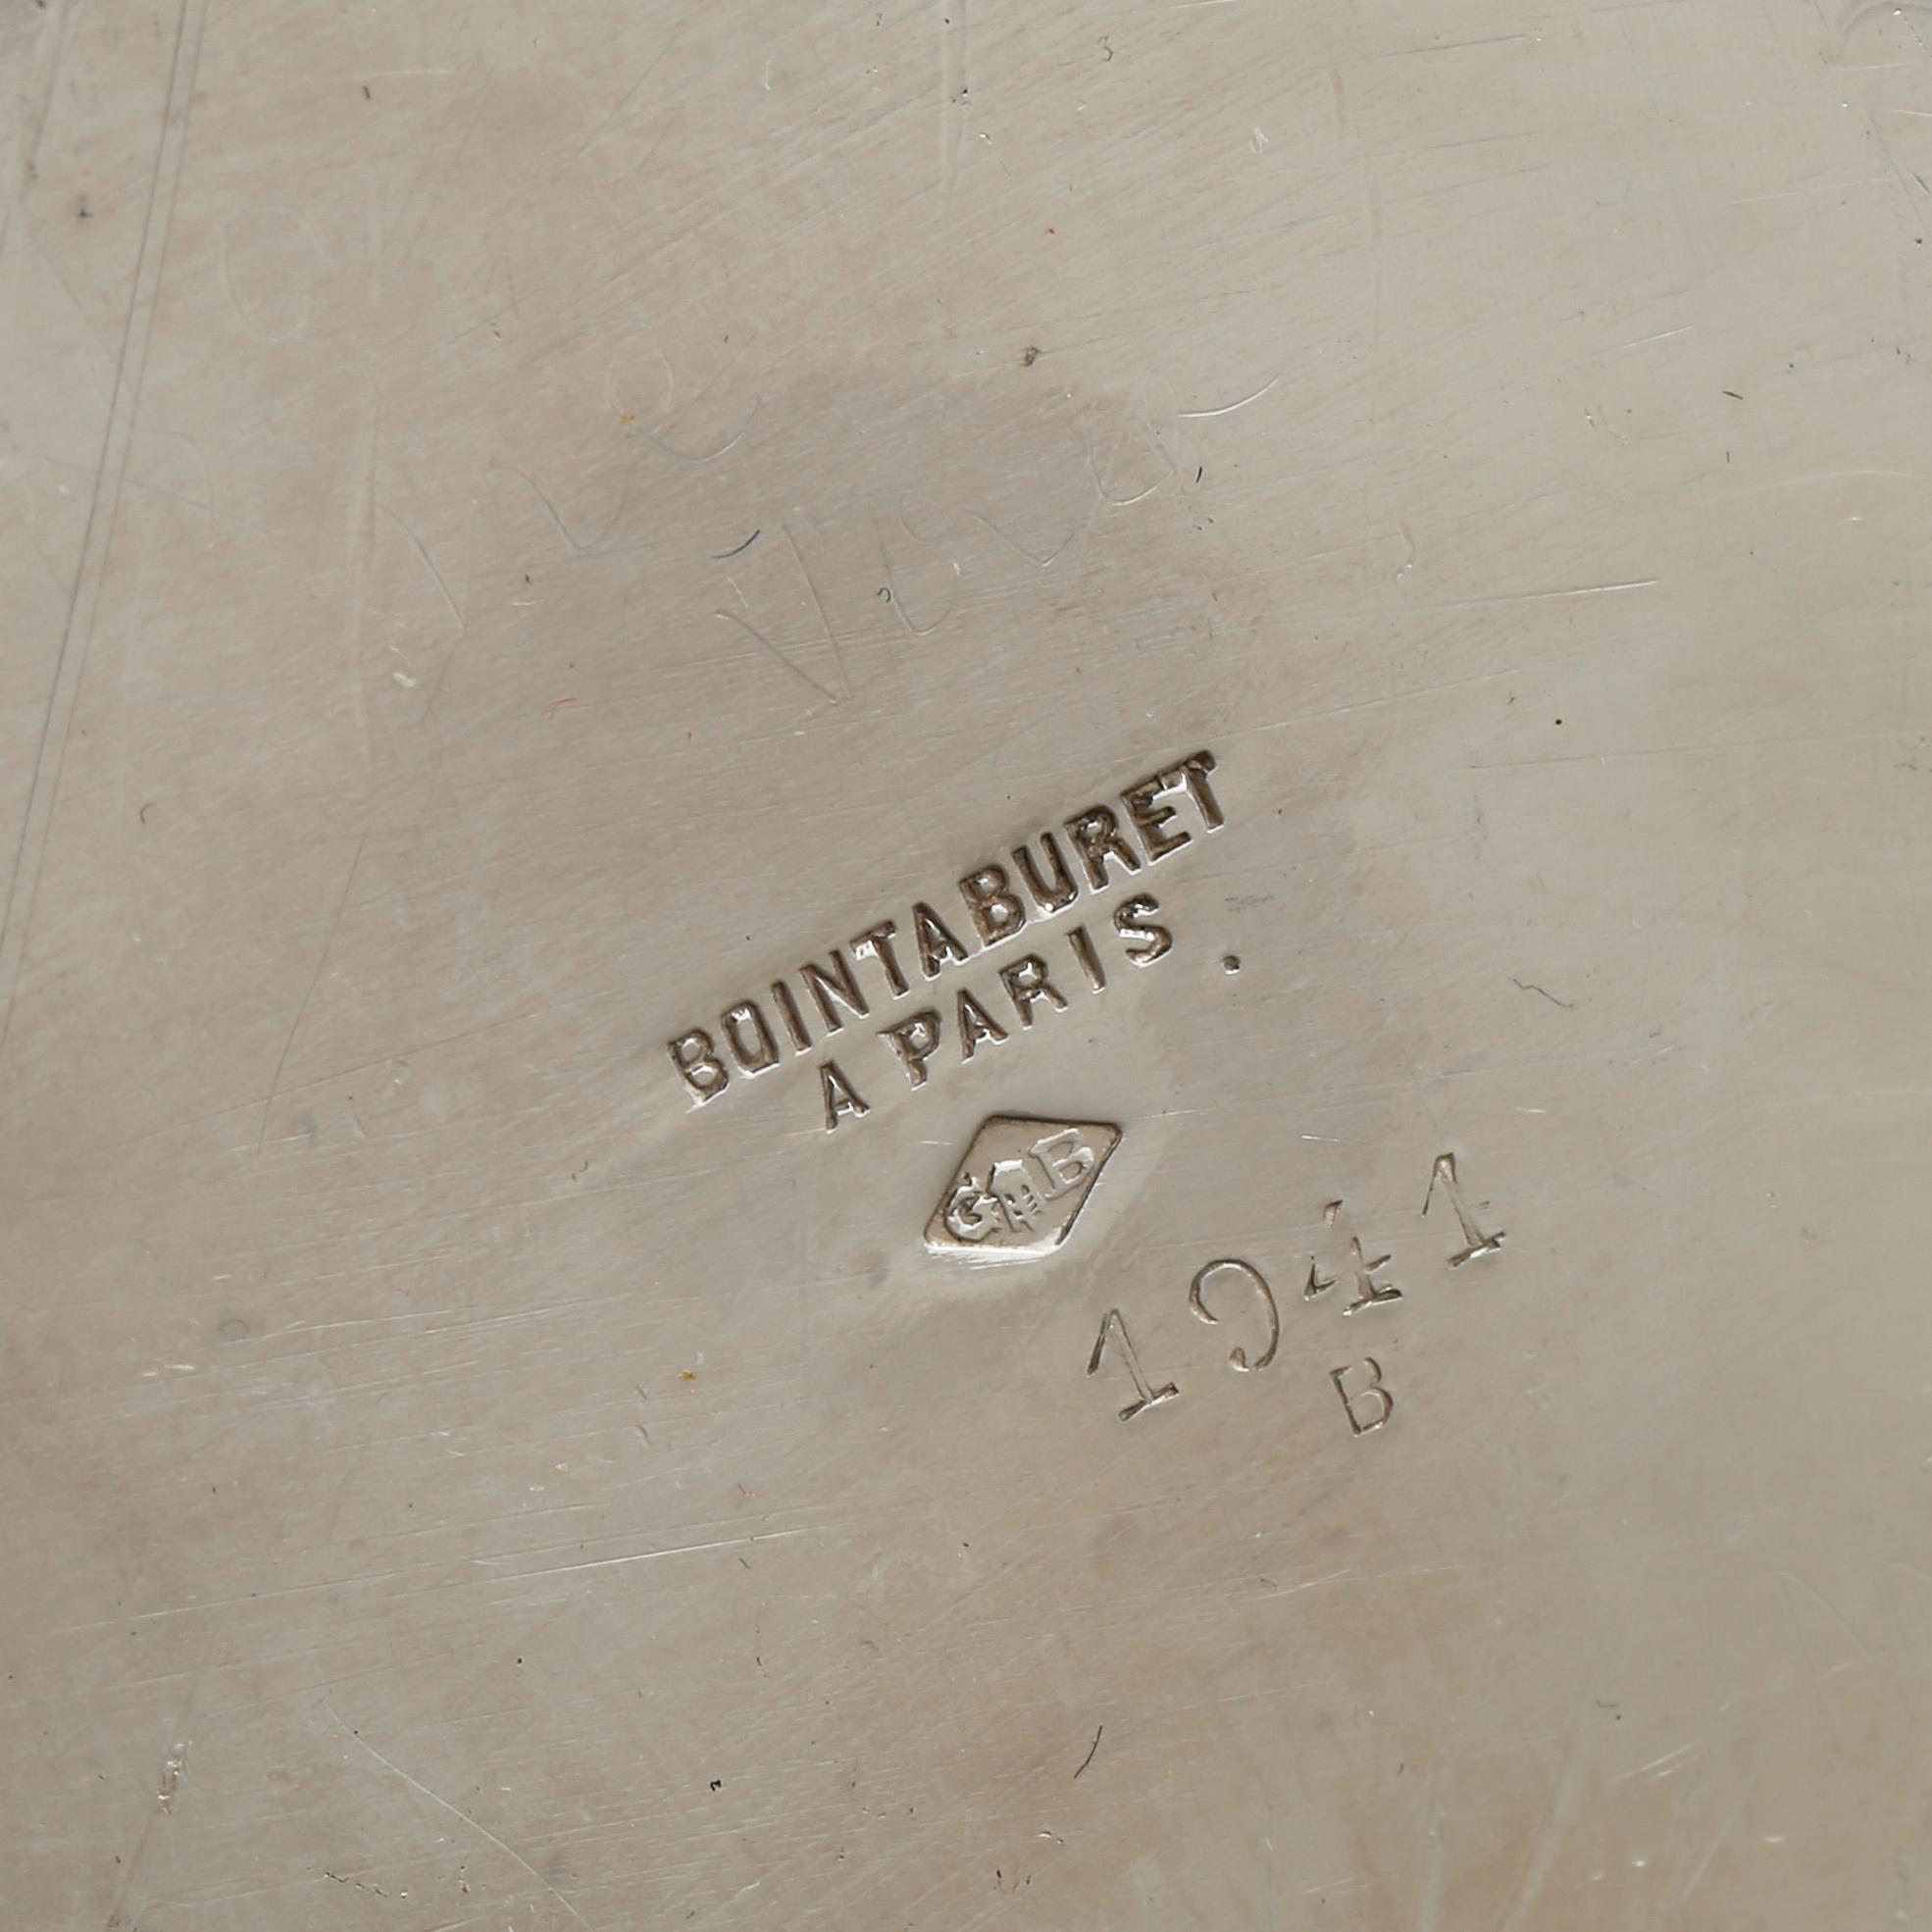 BOINTABURET
A PARIS.
G B
1941
B